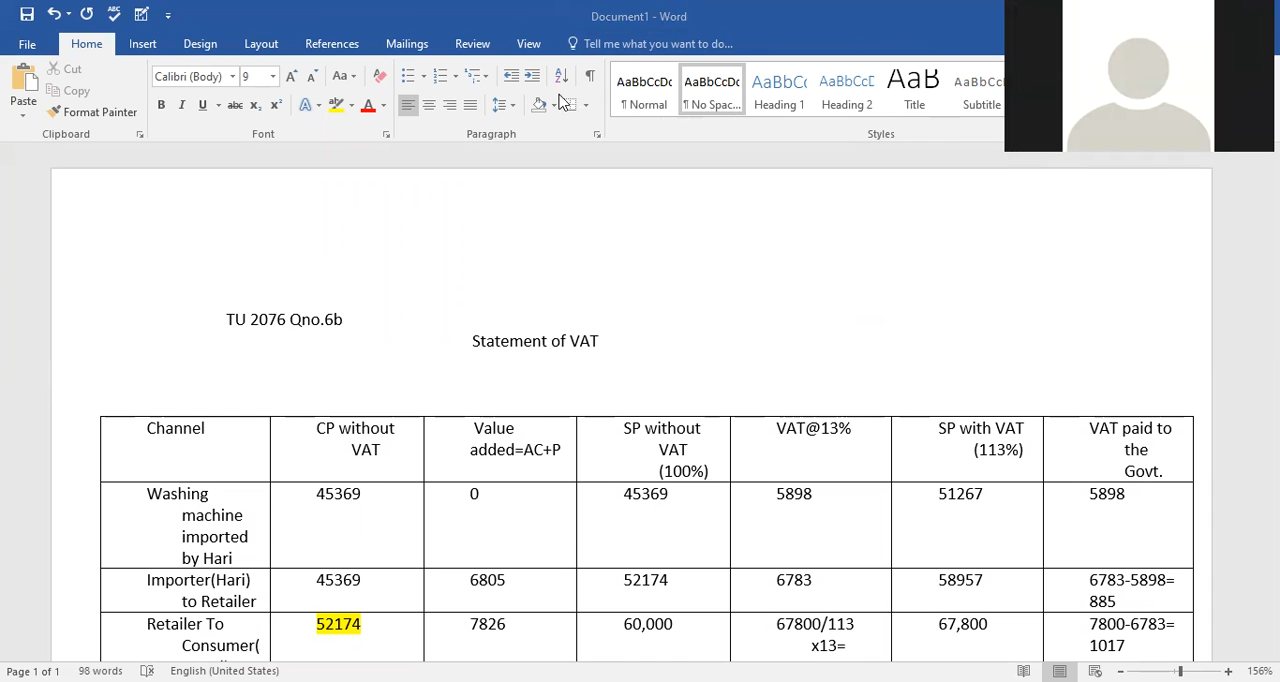 Document1 - Word
File Home Insert Design Layout References Mailings Review View Tell me what you want to do...
Cut
Copy
Format Painter
Paste
Clipboard
Calibri (Body) 9
Font
Paragraph
AaBbCcDc AaBbCcDc AaBbCc AaBbCcD AaB AaBbCcD
¶ Normal ¶ No Spac... Heading 1 Heading 2 Title Subtitle
Styles
TU 2076 Qno.6b
Statement of VAT
Channel
CP without
VAT
Value
added=AC+P
SP without
VAT
(100%)
VAT@13%
SP with VAT
(113%)
VAT paid to
the
Govt.
Washing
machine
imported
by Hari
45369
0
45369
5898
51267
5898
Importer(Hari)
to Retailer
45369
6805
52174
6783
58957
6783-5898=
885
Retailer To
Consumer(
52174
7826
60,000
67800/113
x13=
67,800
7800-6783=
1017
Page 1 of 1 98 words English (United States) 156%